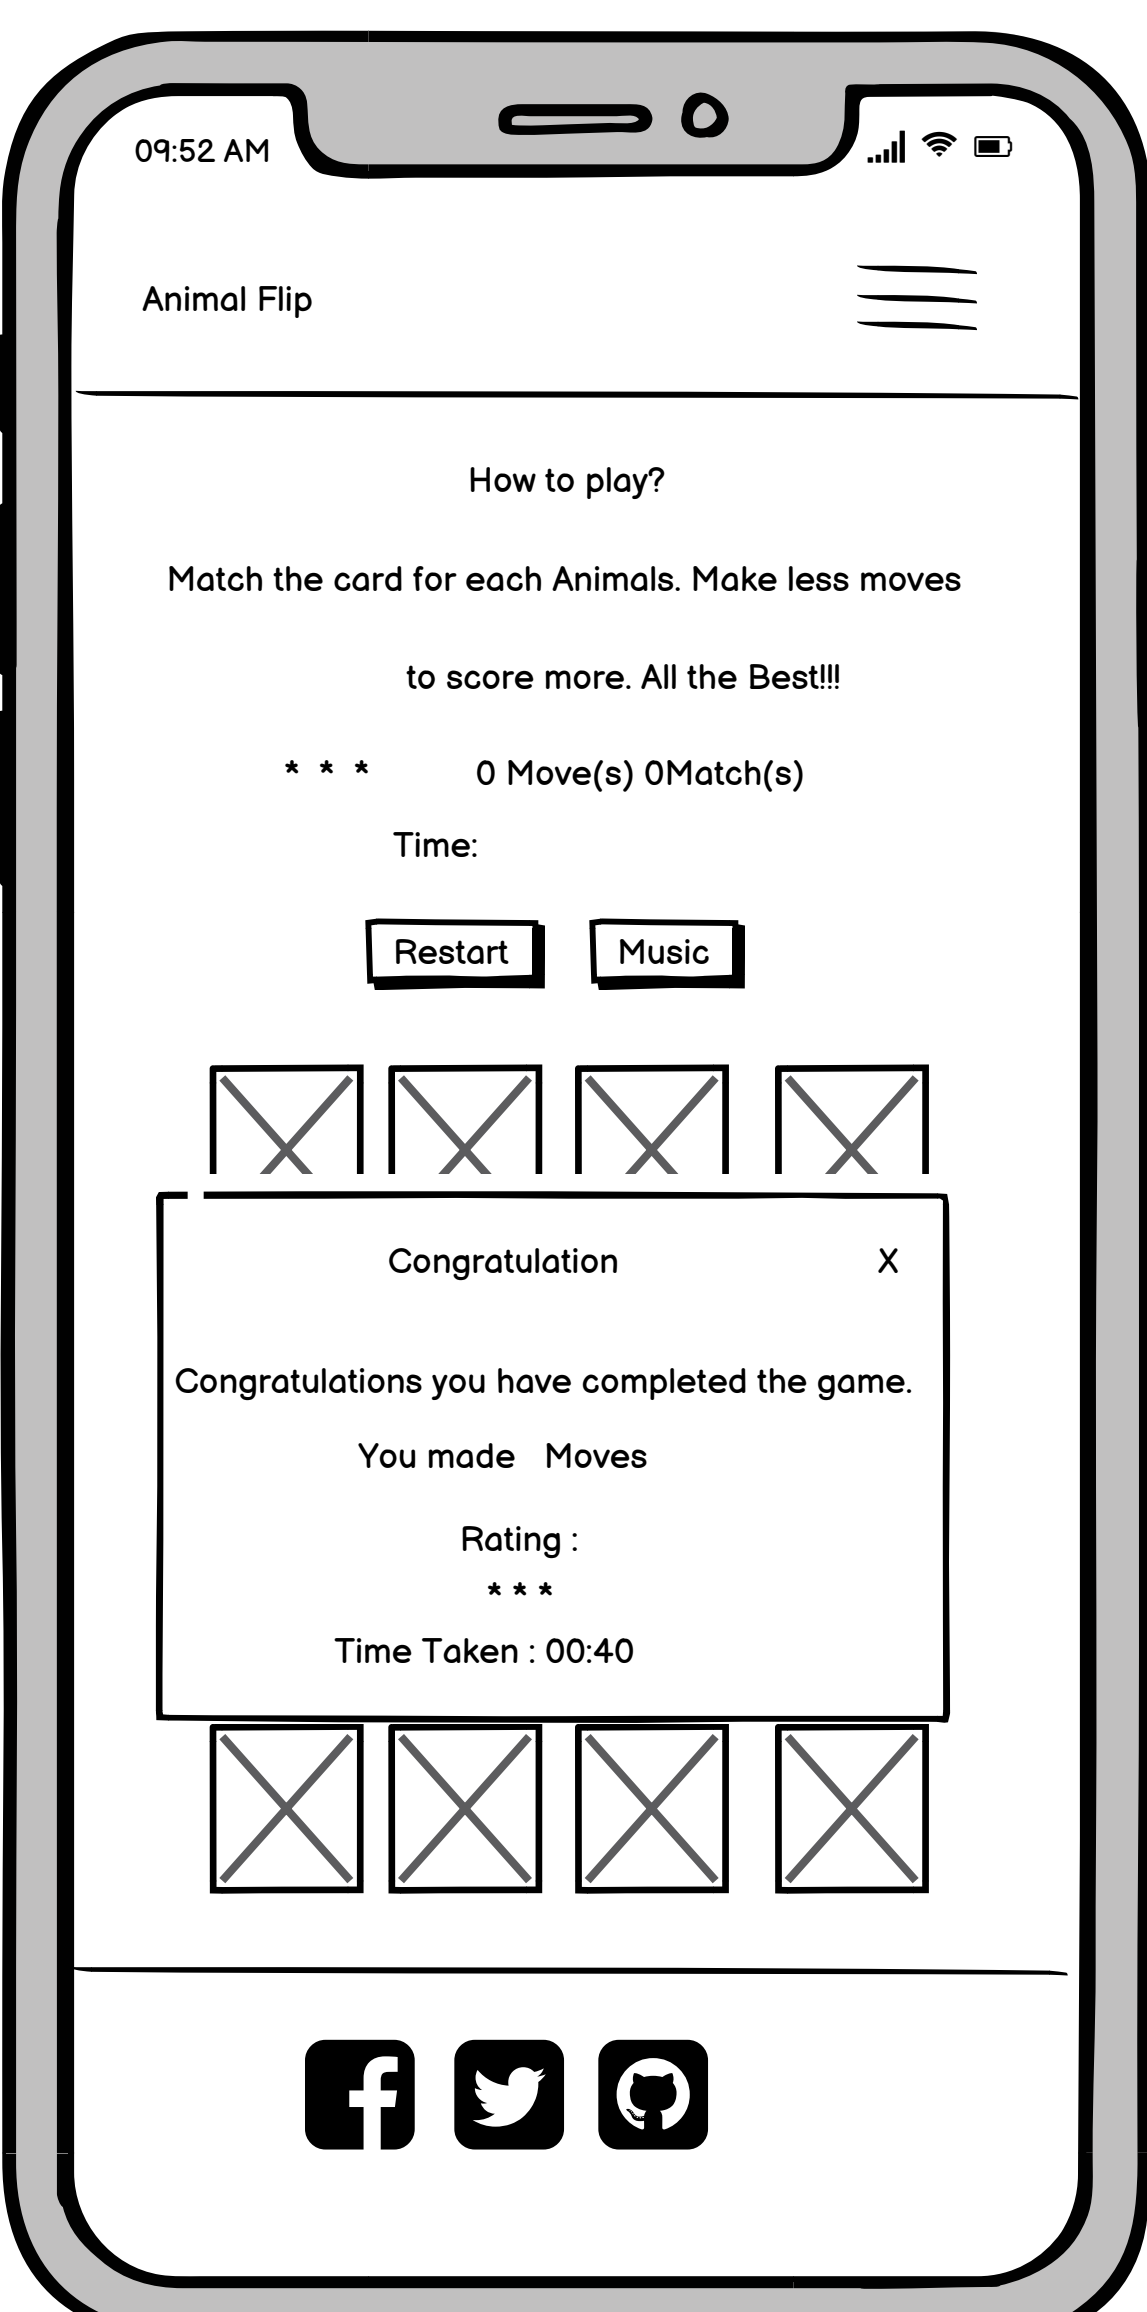 09:52 AM
Animal Flip
How to play?
Match the card for each Animals. Make less moves
to score more. All the Best!!!
* * * 0 Move(s) 0Match(s)
Time:
Restart Music
Congratulation X
Congratulations you have completed the game.
You made Moves
Rating :
* * *
Time Taken : 00:40